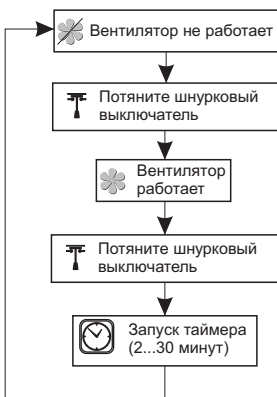 Вентилятор не работает
Потяните шнурковый
выключатель
Вентилятор
работает
Потяните шнурковый
выключатель
Запуск таймера
(2...30 минут)